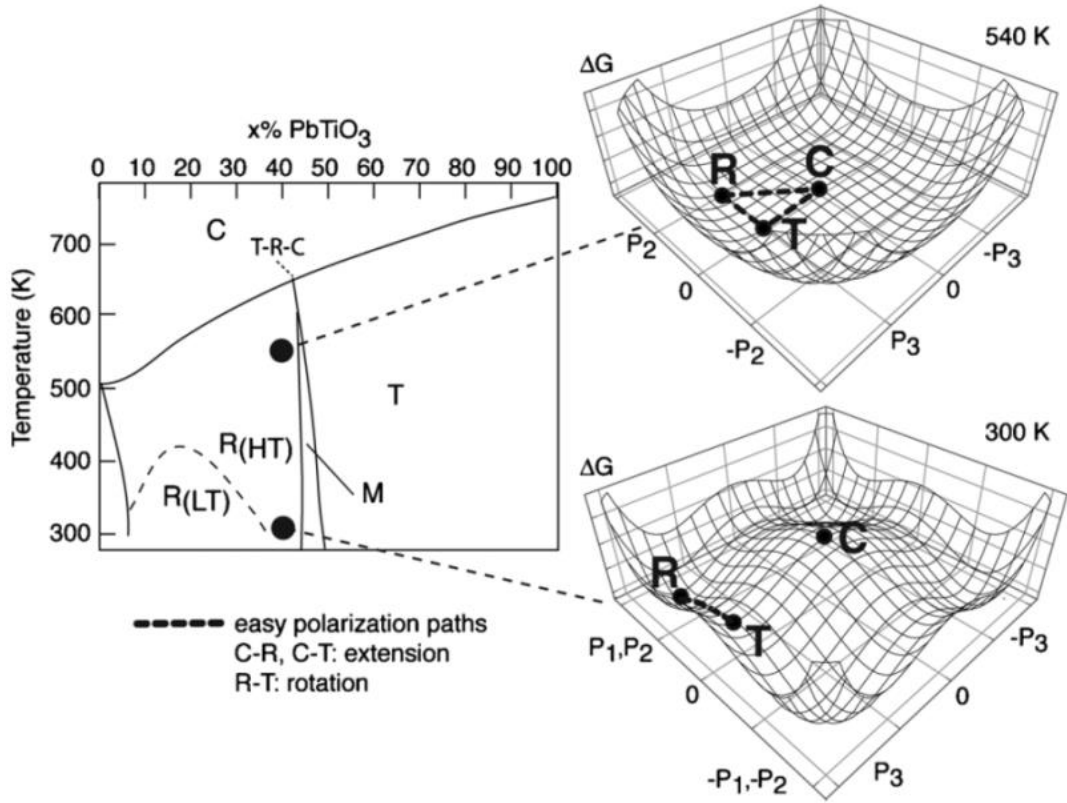 x% PbTiO3
0 10 20 30 40 50 60 70 80 90 100
Temperature (K)
700
600
500
400
300
C
T-R-C
T
R(HT)
R(LT)
M
easy polarization paths
C-R, C-T: extension
R-T: rotation
540 K
ΔG
R
C
T
P2
0
-P2
P3
0
-P3
300 K
ΔG
R
C
T
P1,P2
0
-P1,-P2
P3
0
-P3